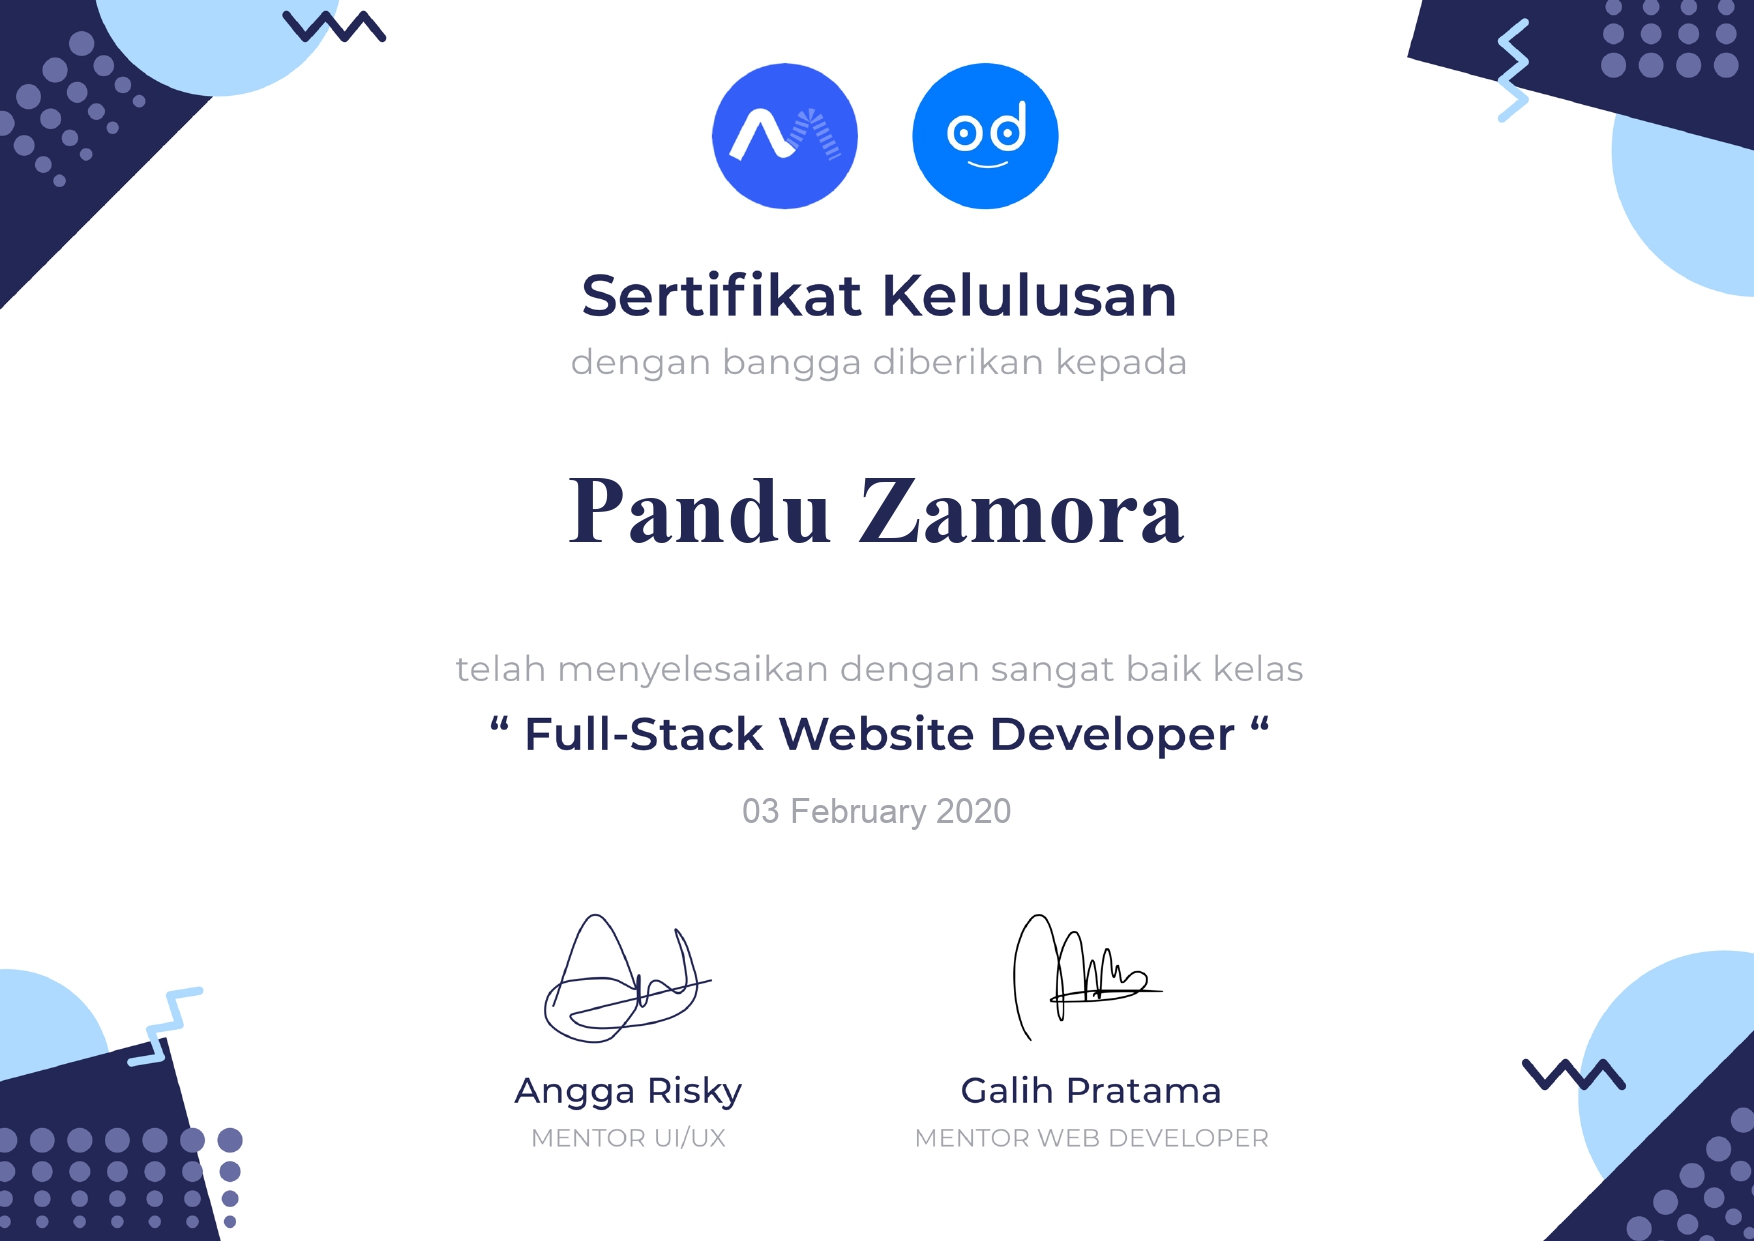 od
Sertifikat Kelulusan
dengan bangga diberikan kepada
Pandu Zamora
telah menyelesaikan dengan sangat baik kelas
“ Full-Stack Website Developer “
03 February 2020
Angga Risky
MENTOR UI/UX
Galih Pratama
MENTOR WEB DEVELOPER